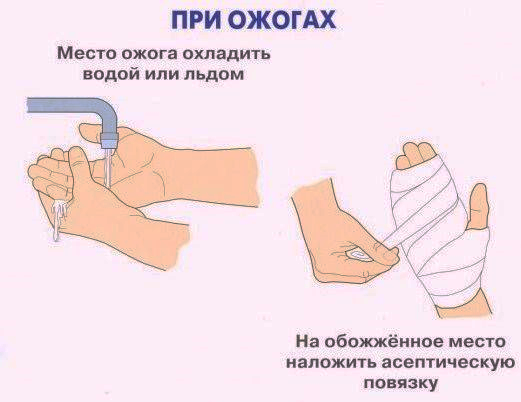 ПРИ ОЖОГАХ
Место ожога охладить
водой или льдом
На обожжённое место
наложить асептическую
повязку